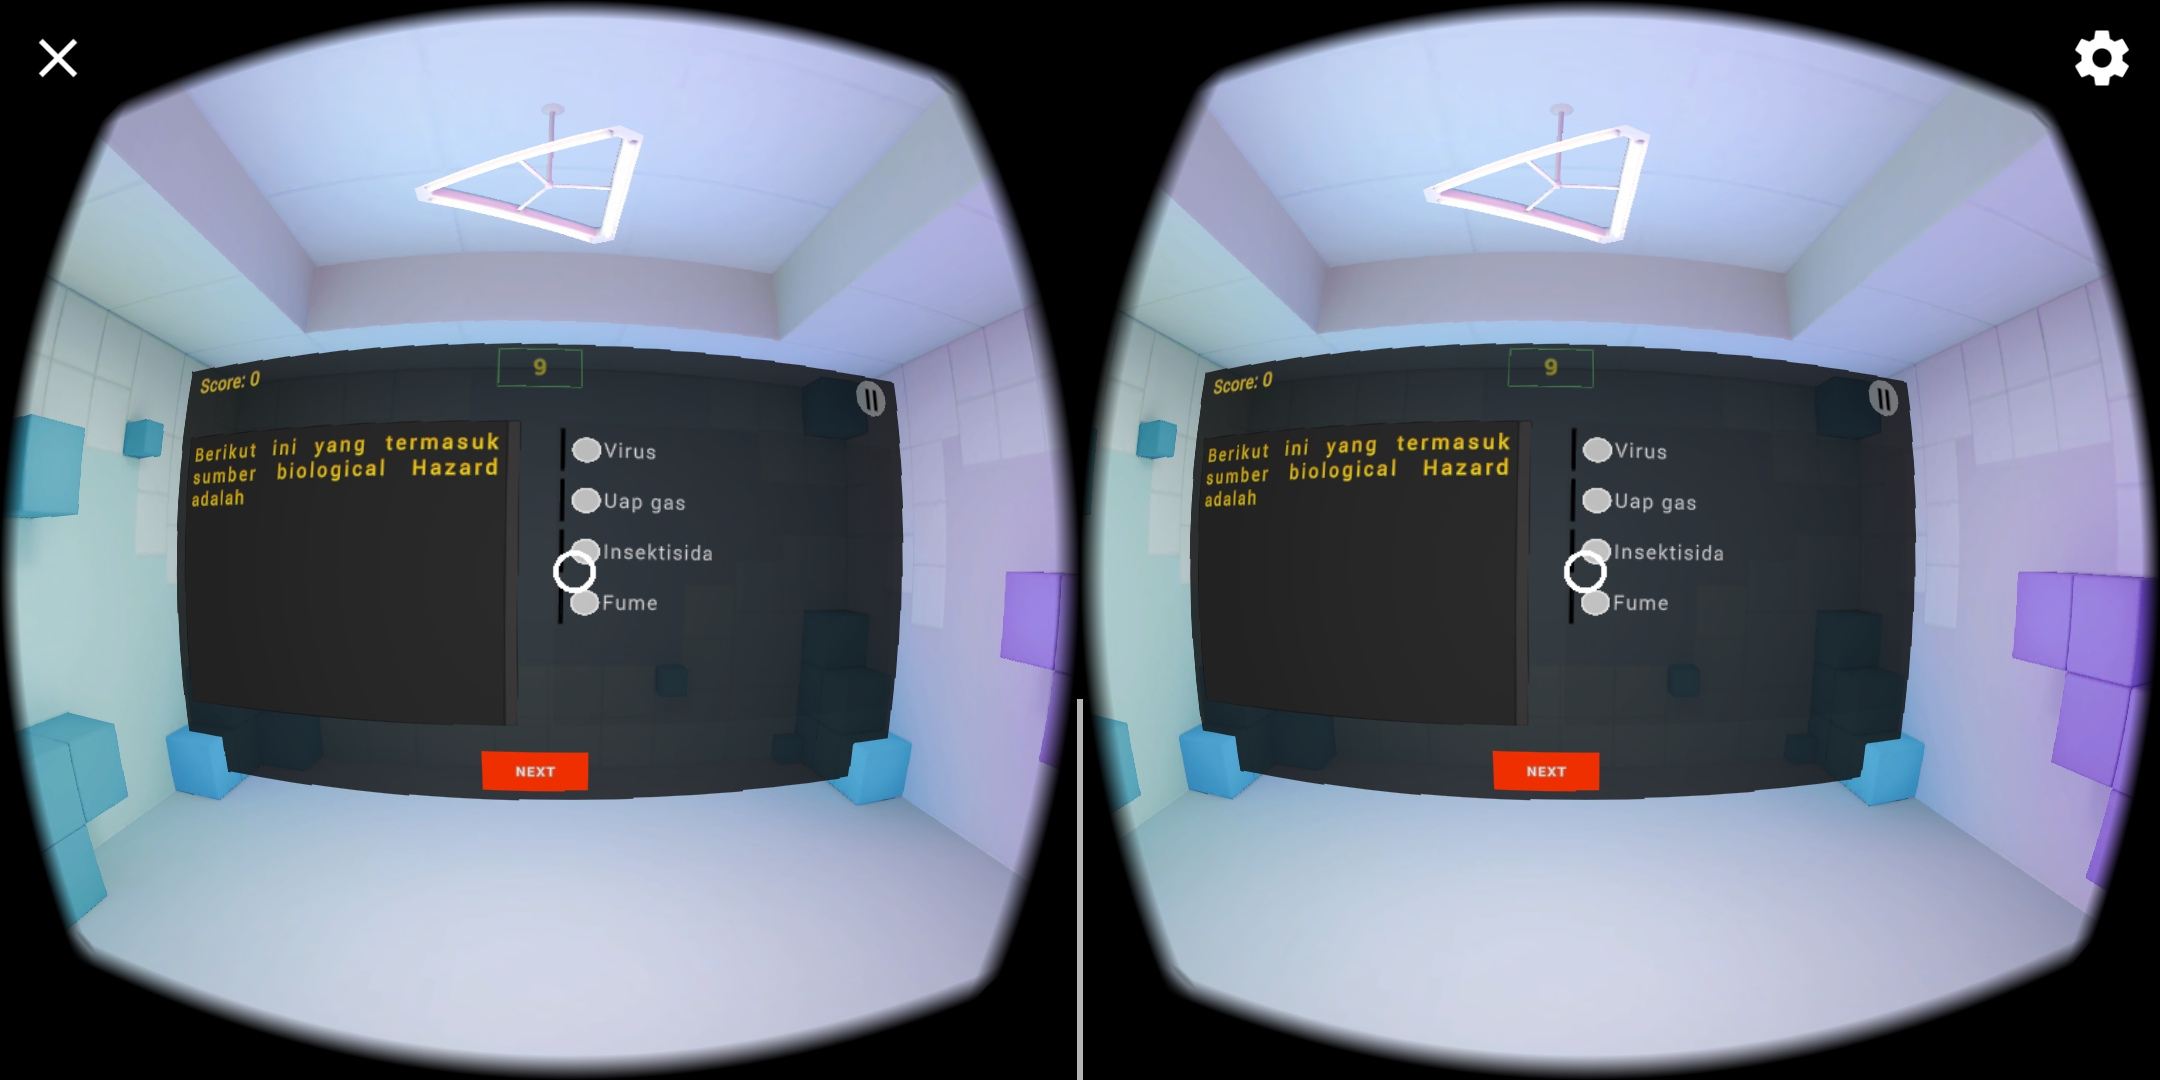 Score: 0
9
Berikut ini yang termasuk
sumber biological Hazard
adalah
Virus
Uap gas
Insektisida
Fume
NEXT
Score: 0
9
Berikut ini yang termasuk
sumber biological Hazard
adalah
Virus
Uap gas
Insektisida
Fume
NEXT